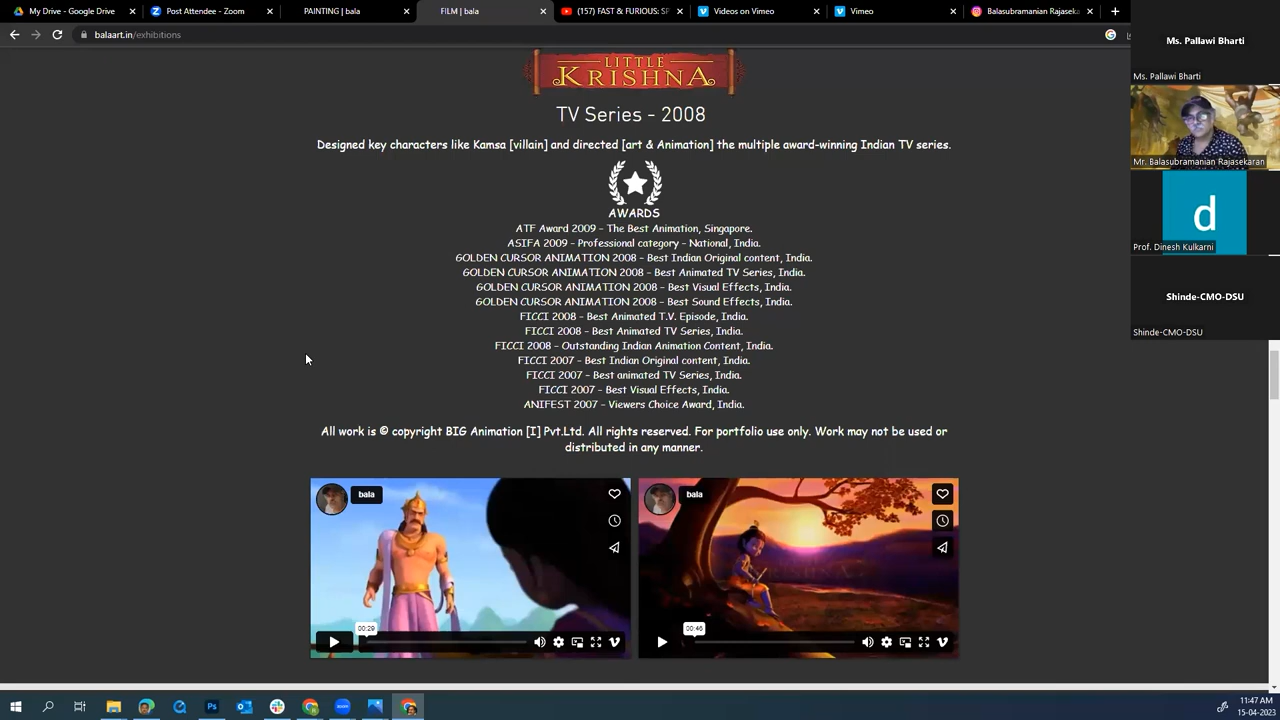 My Drive - Google Drive
Post Attendee - Zoom
PAINTING | bala
FILM | bala
(157) FAST & FURIOUS: SP
Videos on Vimeo
Vimeo
Balasubramanian Rajaseka
balaart.in/exhibitions
LITTLE
KRISHNA
TV Series - 2008
Designed key characters like Kamsa [villain] and directed [art & Animation] the multiple award-winning Indian TV series.
AWARDS
ATF Award 2009 - The Best Animation, Singapore.
ASIFA 2009 - Professional category - National, India.
GOLDEN CURSOR ANIMATION 2008 - Best Indian Original content, India.
GOLDEN CURSOR ANIMATION 2008 - Best Animated TV Series, India.
GOLDEN CURSOR ANIMATION 2008 - Best Visual Effects, India.
GOLDEN CURSOR ANIMATION 2008 - Best Sound Effects, India.
FICCI 2008 - Best Animated T.V. Episode, India.
FICCI 2008 - Best Animated TV Series, India.
FICCI 2008 - Outstanding Indian Animation Content, India.
FICCI 2007 - Best Indian Original content, India.
FICCI 2007 - Best animated TV Series, India.
FICCI 2007 - Best Visual Effects, India.
ANIFEST 2007 - Viewers Choice Award, India.
All work is © copyright BIG Animation [I] Pvt.Ltd. All rights reserved. For portfolio use only. Work may not be used or
distributed in any manner.
bala
00:29
bala
00:46
Ms. Pallawi Bharti
Ms. Pallawi Bharti
Mr. Balasubramanian Rajasekaran
d
Prof. Dinesh Kulkarni
Shinde-CMO-DSU
Shinde-CMO-DSU
Ps
zoom
11:47 AM
15-04-2023